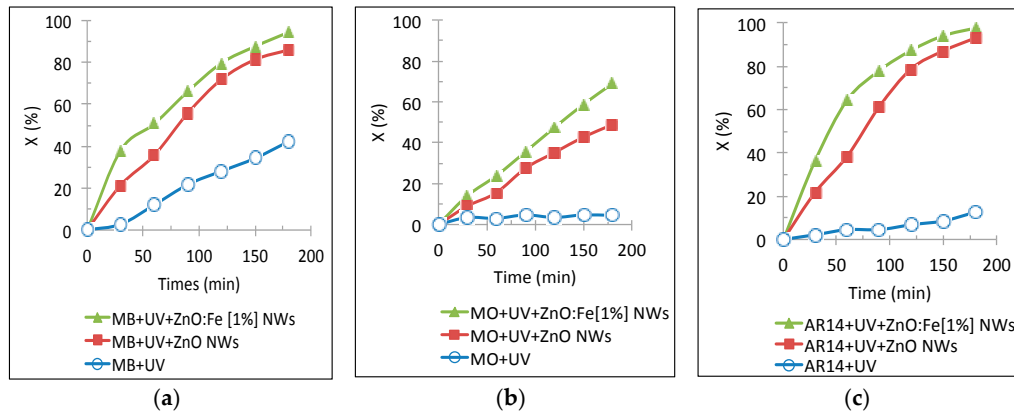 100
80
60
40
20
0
X (%)
0 50 100 150 200
Times (min)
MB+UV+ZnO:Fe [1%] NWs
MB+UV+ZnO NWs
MB+UV
(a)
100
80
60
40
20
0
X (%)
0 50 100 150 200
Time (min)
MO+UV+ZnO:Fe[1%] NWs
MO+UV+ZnO NWs
MO+UV
(b)
100
80
60
40
20
0
X (%)
0 50 100 150 200
Time (min)
AR14+UV+ZnO:Fe[1%] NWs
AR14+UV+ZnO NWs
AR14+UV
(c)